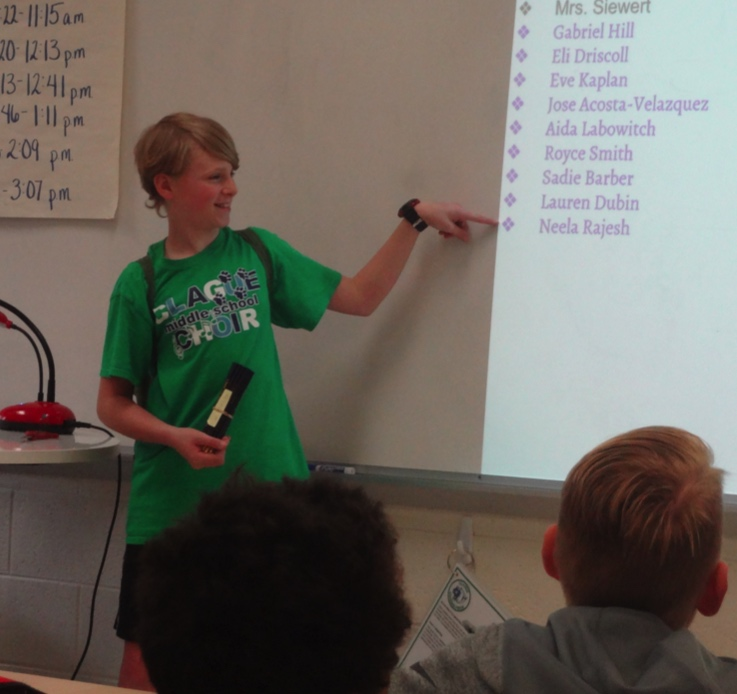 :22-11:15 am
20-12:13 pm
13-12:41 pm
46-1:11 pm
2:09 pm
-3:07 pm
Mrs. Siewert
Gabriel Hill
Eli Driscoll
Eve Kaplan
Jose Acosta-Velazquez
Aida Labowitch
Royce Smith
Sadie Barber
Lauren Dubin
Neela Rajesh
CLAGUE
middle school
CHOIR